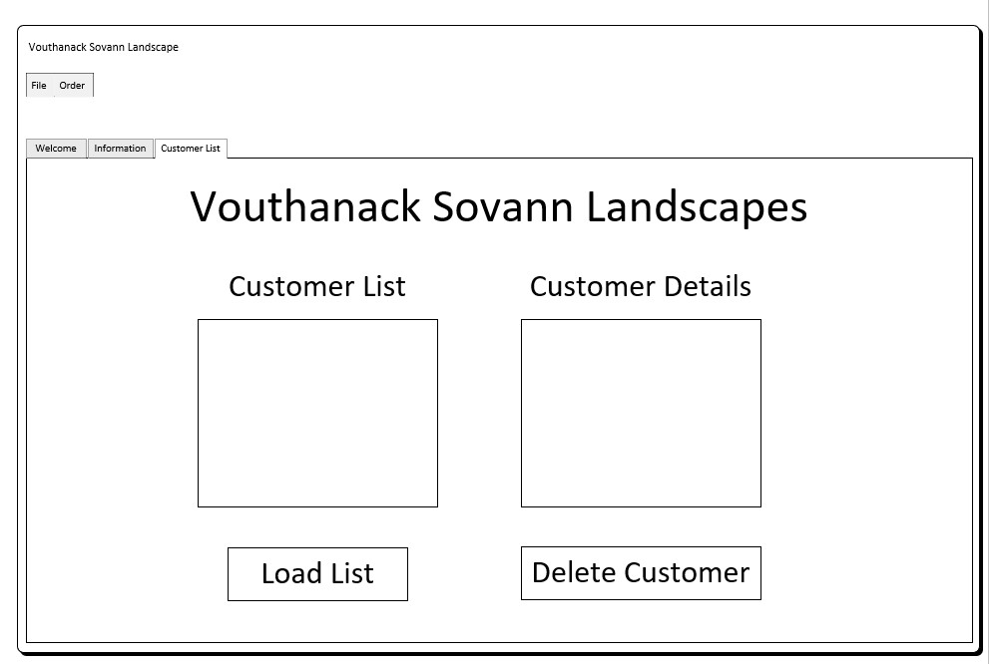 Vouthanack Sovann Landscape
File Order
Welcome Information Customer List
Vouthanack Sovann Landscapes
Customer List Customer Details
Load List Delete Customer